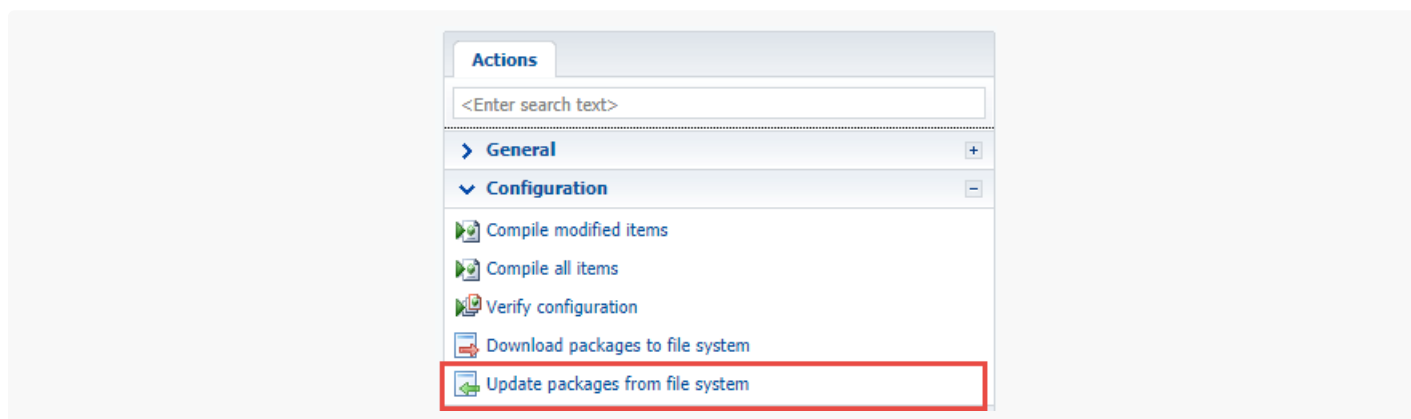 Actions
<Enter search text>
General
Configuration
Compile modified items
Compile all items
Verify configuration
Download packages to file system
Update packages from file system